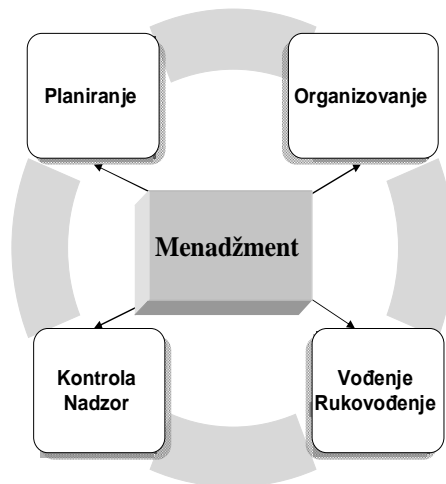 Planiranje
Organizovanje
Menadžment
Kontrola
Nadzor
Vođenje
Rukovođenje